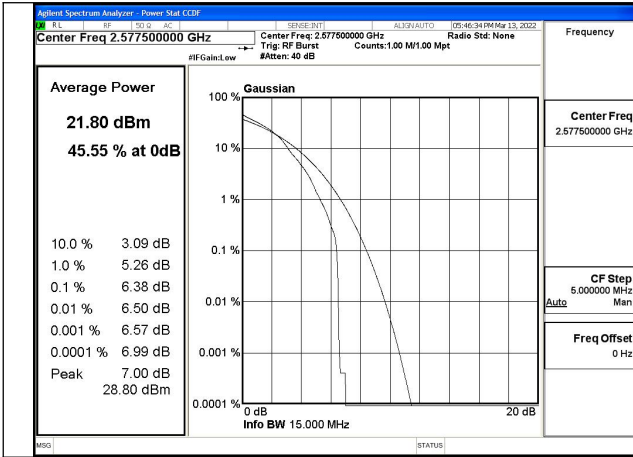 Agilent Spectrum Analyzer - Power Stat CCDF
RL RF 50 Ω AC SENSE:INT ALIGN AUTO 05:46:34 PM Mar 13, 2022
Center Freq 2.577500000 GHz
Center Freq: 2.577500000 GHz Radio Std: None
Trig: RF Burst Counts:1.00 M/1.00 Mpt
#IFGain:Low #Atten: 40 dB
Frequency
Center Freq
2.577500000 GHz
CF Step
5.000000 MHz
Auto Man
Freq Offset
0 Hz
Average Power
21.80 dBm
45.55 % at 0dB
10.0 % 3.09 dB
1.0 % 5.26 dB
0.1 % 6.38 dB
0.01 % 6.50 dB
0.001 % 6.57 dB
0.0001 % 6.99 dB
Peak 7.00 dB
28.80 dBm
Gaussian
100 %
10 %
1 %
0.1 %
0.01 %
0.001 %
0.0001 %
0 dB 20 dB
Info BW 15.000 MHz
MSG STATUS